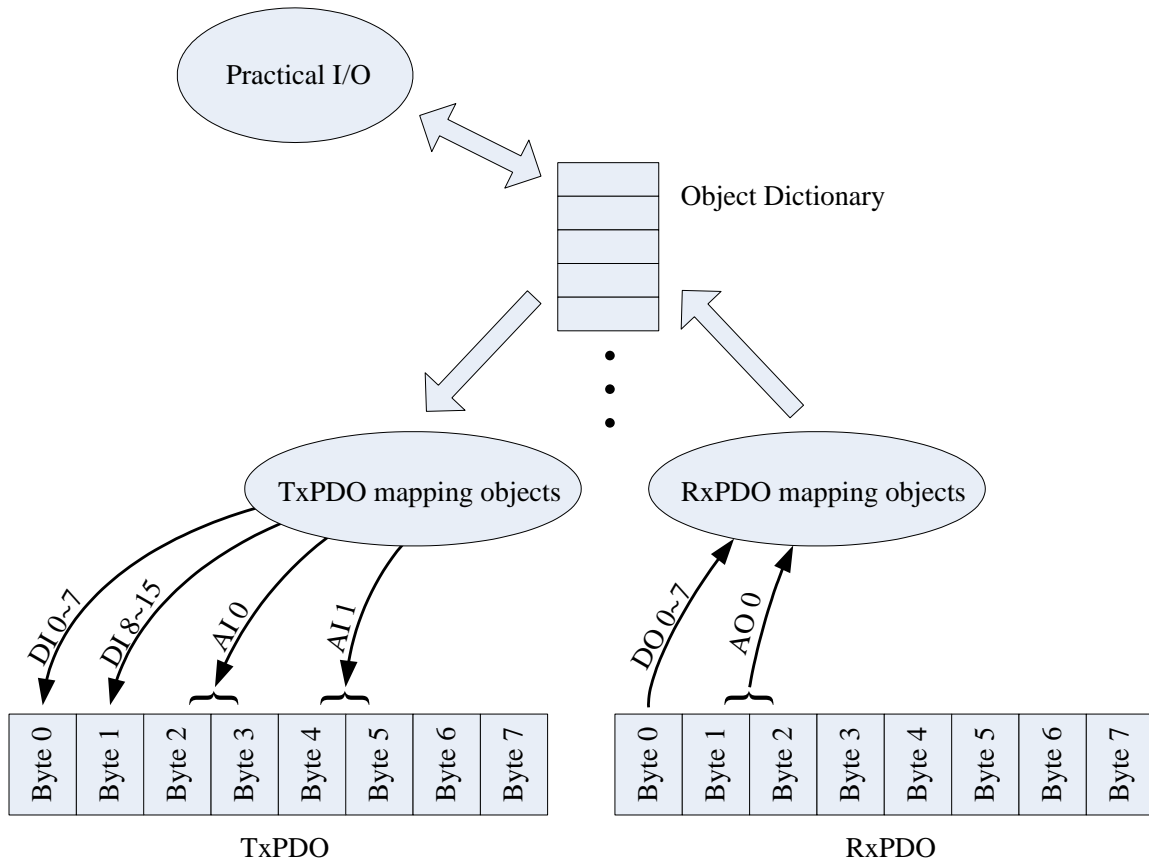 Practical I/O
Object Dictionary
TxPDO mapping objects
RxPDO mapping objects
DI 0~7
DI 8~15
AI 0
AI 1
DO 0~7
AO 0
Byte 0
Byte 1
Byte 2
Byte 3
Byte 4
Byte 5
Byte 6
Byte 7
Byte 0
Byte 1
Byte 2
Byte 3
Byte 4
Byte 5
Byte 6
Byte 7
TxPDO
RxPDO